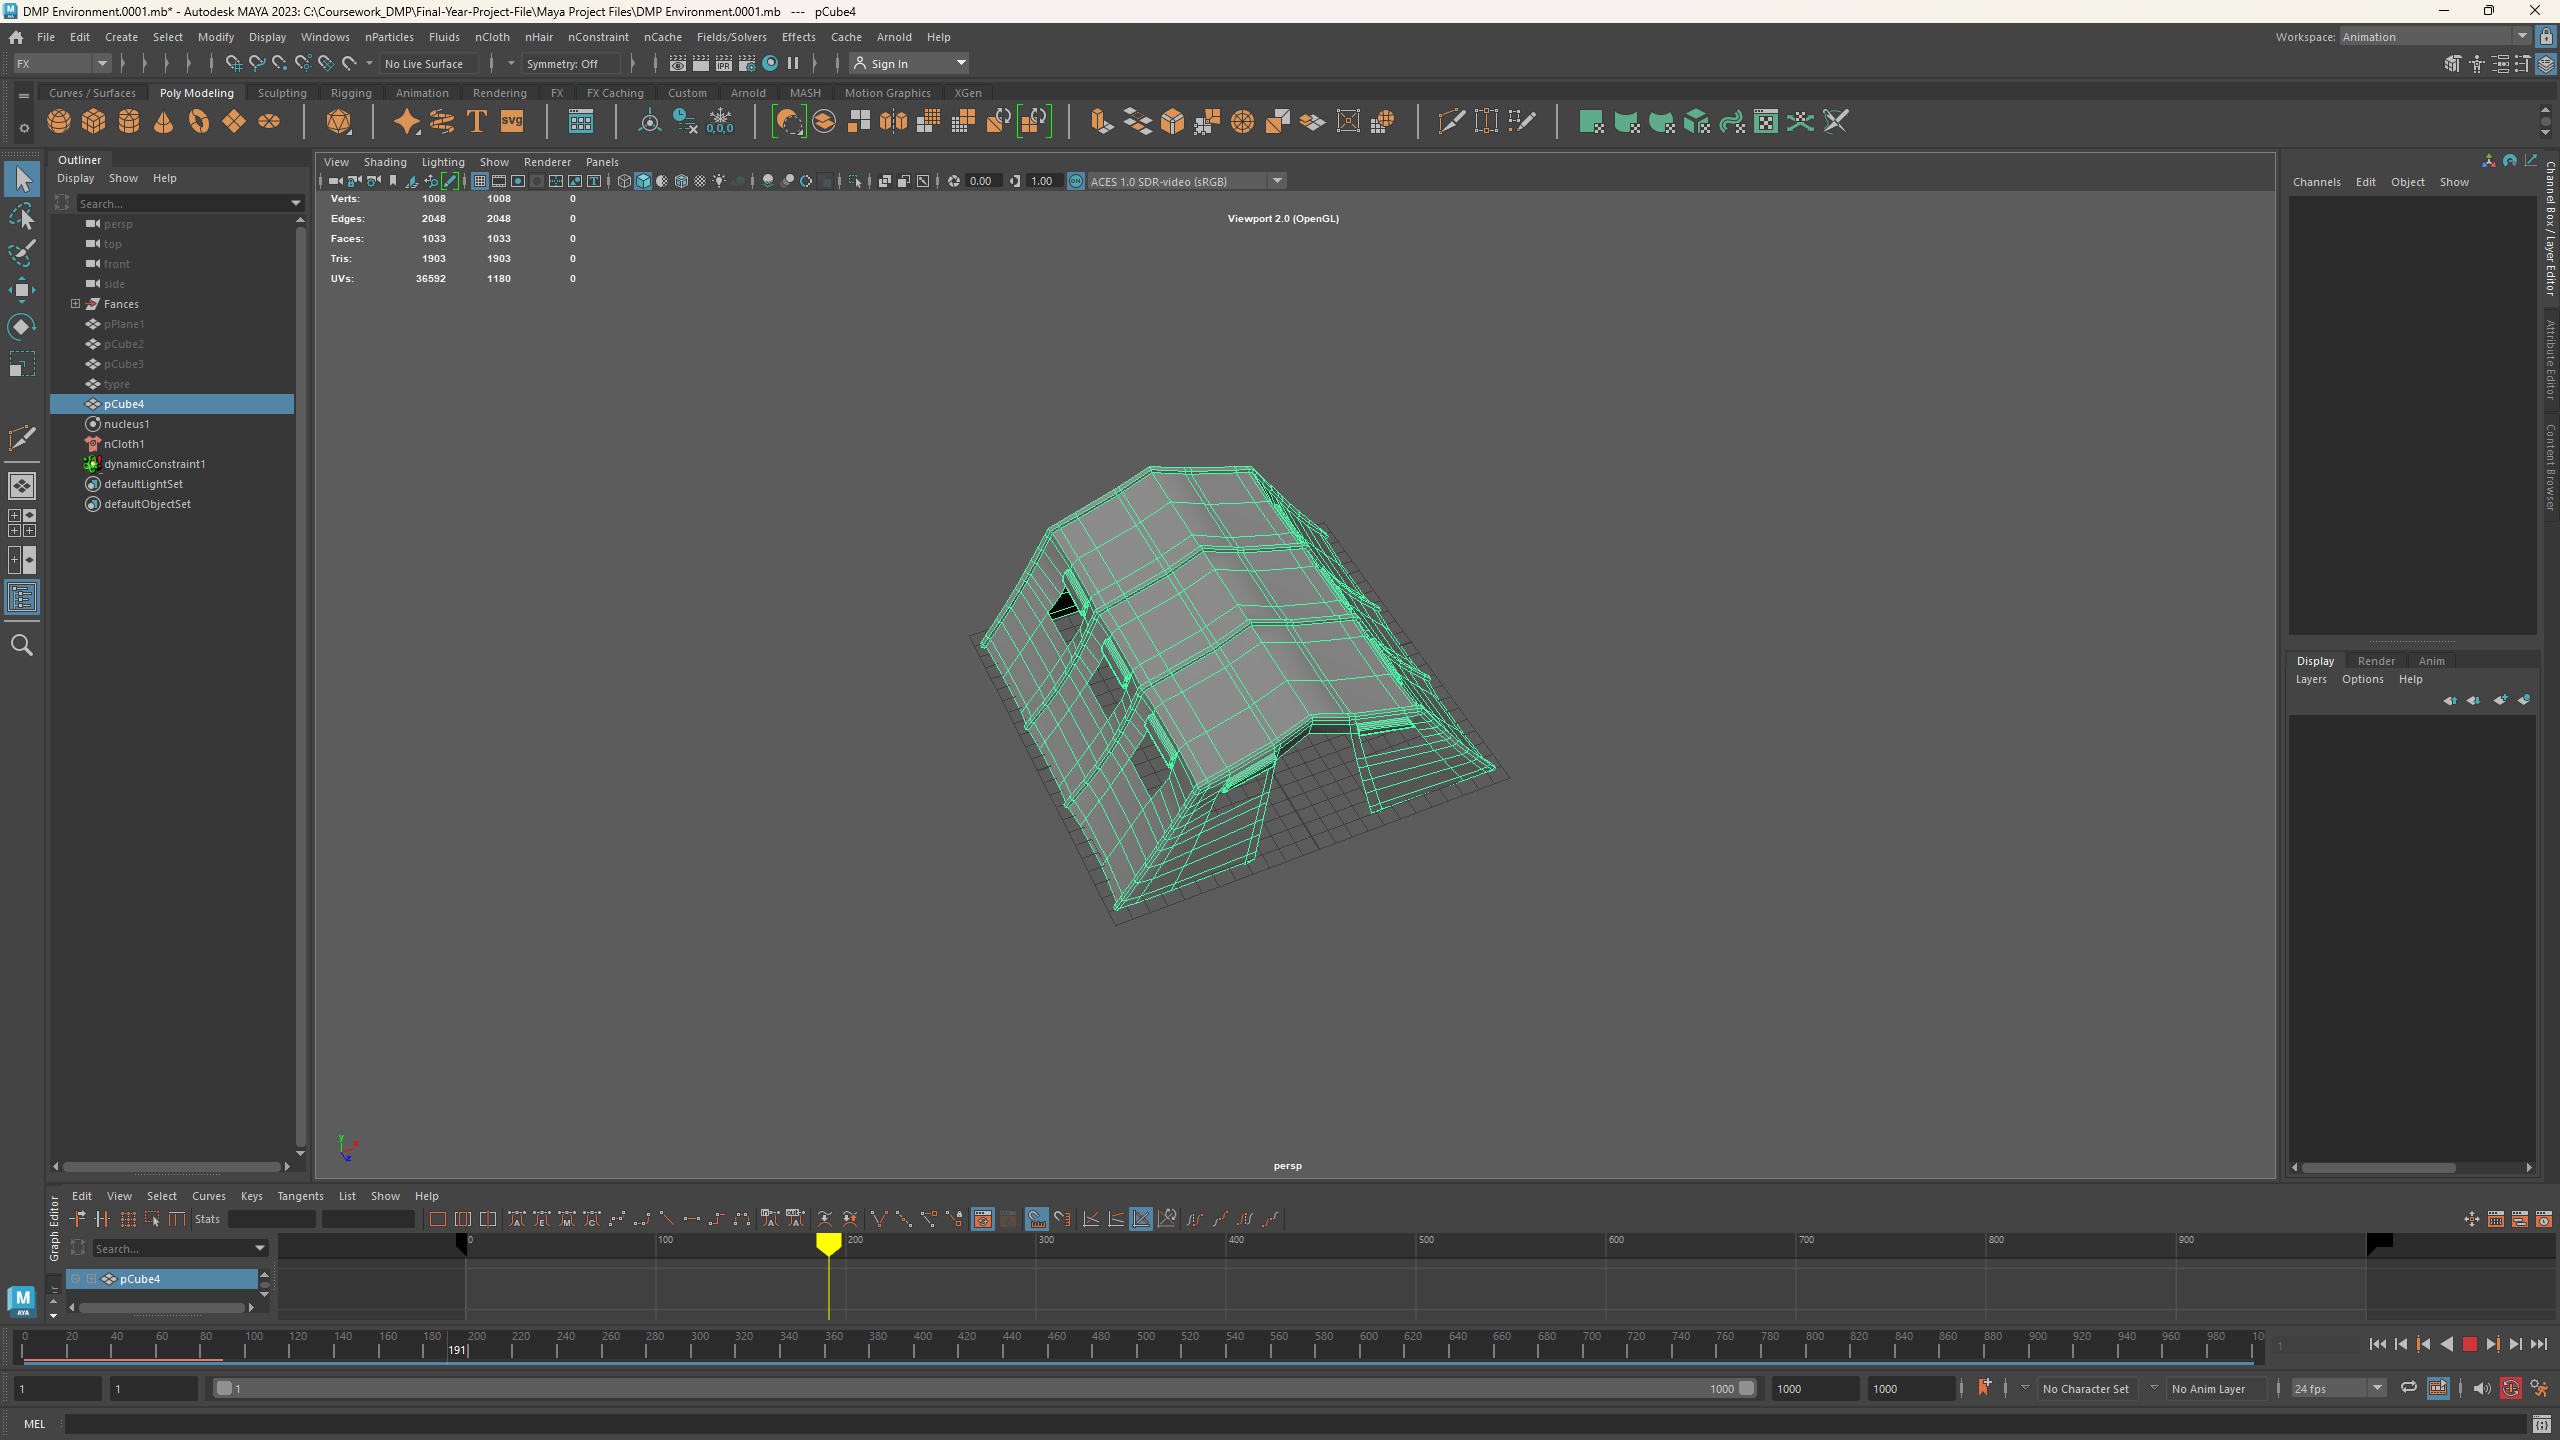 DMP Environment.0001.mb* - Autodesk MAYA 2023: C:\Coursework_DMP\Final-Year-Project-File\Maya Project Files\DMP Environment.0001.mb --- pCube4
File Edit Create Select Modify Display Windows nParticles Fluids nCloth nHair nConstraint nCache Fields/Solvers Effects Cache Arnold Help
Workspace: Animation
FX No Live Surface Symmetry: Off IPR Sign In
Curves / Surfaces Poly Modeling Sculpting Rigging Animation Rendering FX FX Caching Custom Arnold MASH Motion Graphics XGen
T SVG 0,0,0
Outliner
Display Show Help
Search...
persp
top
front
side
Fances
pPlane1
pCube2
pCube3
typre
pCube4
nucleus1
nCloth1
dynamicConstraint1
defaultLightSet
defaultObjectSet
View Shading Lighting Show Renderer Panels
0.00 1.00 ON ACES 1.0 SDR-video (sRGB)
Verts: 1008 1008 0
Edges: 2048 2048 0
Faces: 1033 1033 0
Tris: 1903 1903 0
UVs: 36592 1180 0
Viewport 2.0 (OpenGL)
y x z
persp
Channels Edit Object Show
Channel Box / Layer Editor
Attribute Editor
Content Browser
Display Render Anim
Layers Options Help
Graph Editor
Edit View Select Curves Keys Tangents List Show Help
Stats
Search...
pCube4
0 100 200 300 400 500 600 700 800 900
M
AYA
0 20 40 60 80 100 120 140 160 180 200 220 240 260 280 300 320 340 360 380 400 420 440 460 480 500 520 540 560 580 600 620 640 660 680 700 720 740 760 780 800 820 840 860 880 900 920 940 960 980 10
191
1
1 1 1 1000 1000 1000 No Character Set No Anim Layer 24 fps
MEL